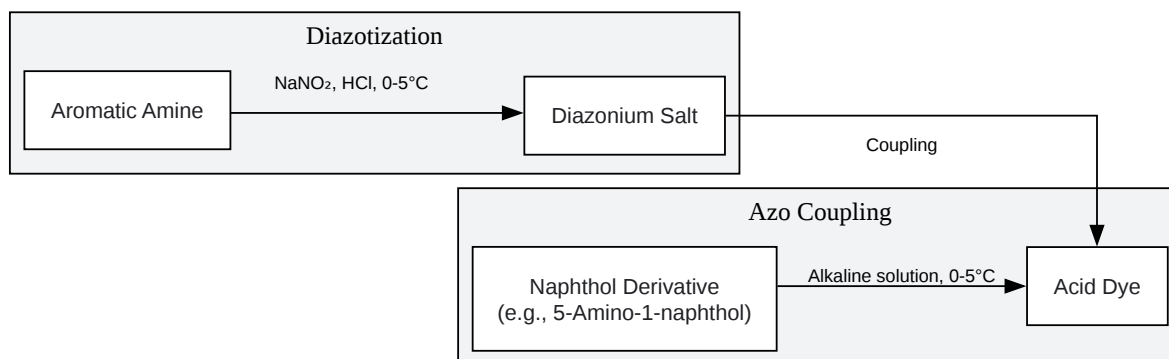 Diazotization
NaNO₂, HCl, 0-5°C
Aromatic Amine
Diazonium Salt
Coupling
Azo Coupling
Naphthol Derivative
(e.g., 5-Amino-1-naphthol)
Alkaline solution, 0-5°C
Acid Dye